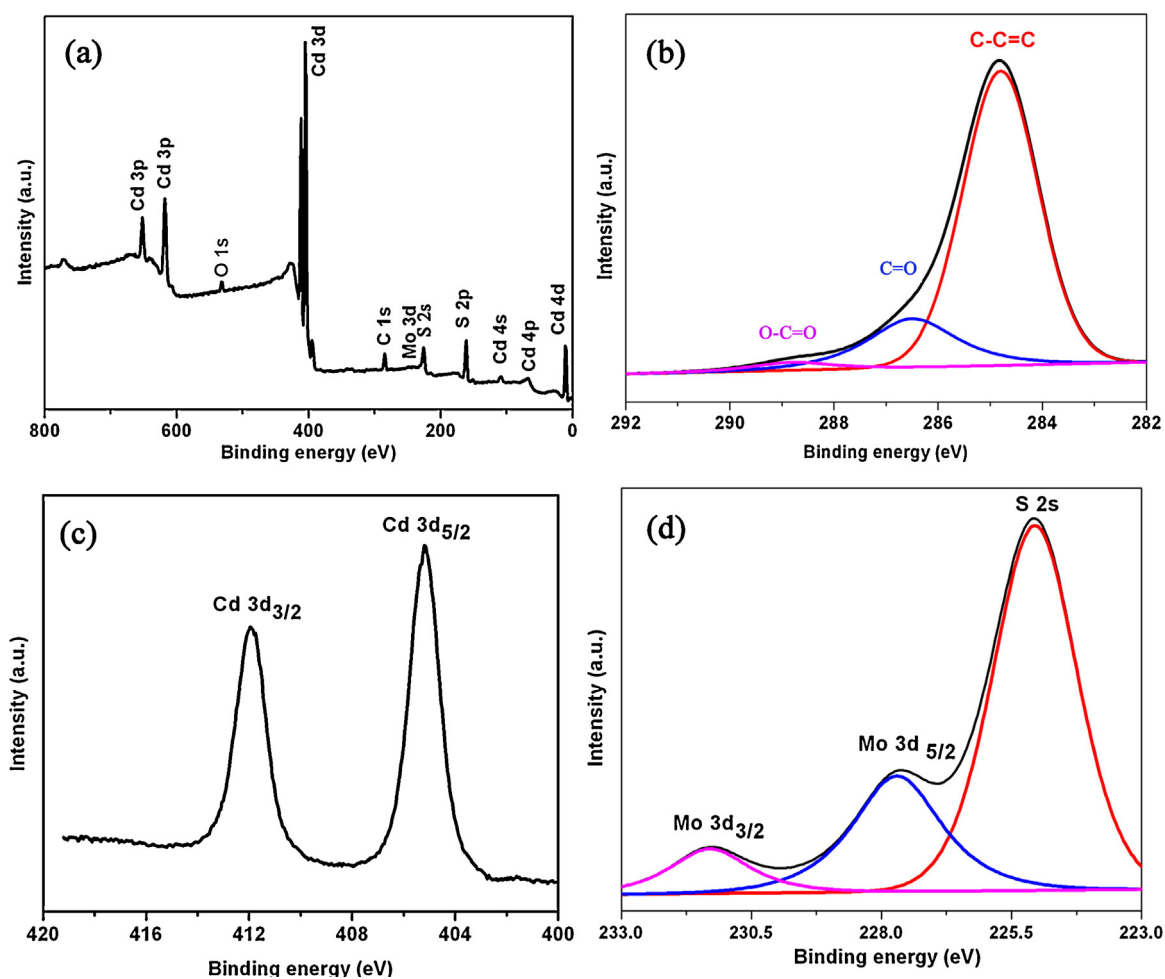 (a)
Cd 3p
Cd 3p
O 1s
Cd 3d
C 1s
Mo 3d
S 2s
S 2p
Cd 4s
Cd 4p
Cd 4d
Intensity (a.u.)
800 600 400 200 0
Binding energy (eV)
(b)
C-C=C
C=O
O-C=O
Intensity (a.u.)
292 290 288 286 284 282
Binding energy (eV)
(c)
Cd 3d5/2
Cd 3d3/2
Intensity (a.u.)
420 416 412 408 404 400
Binding energy (eV)
(d)
S 2s
Mo 3d 5/2
Mo 3d3/2
Intensity (a.u.)
233.0 230.5 228.0 225.5 223.0
Binding energy (eV)